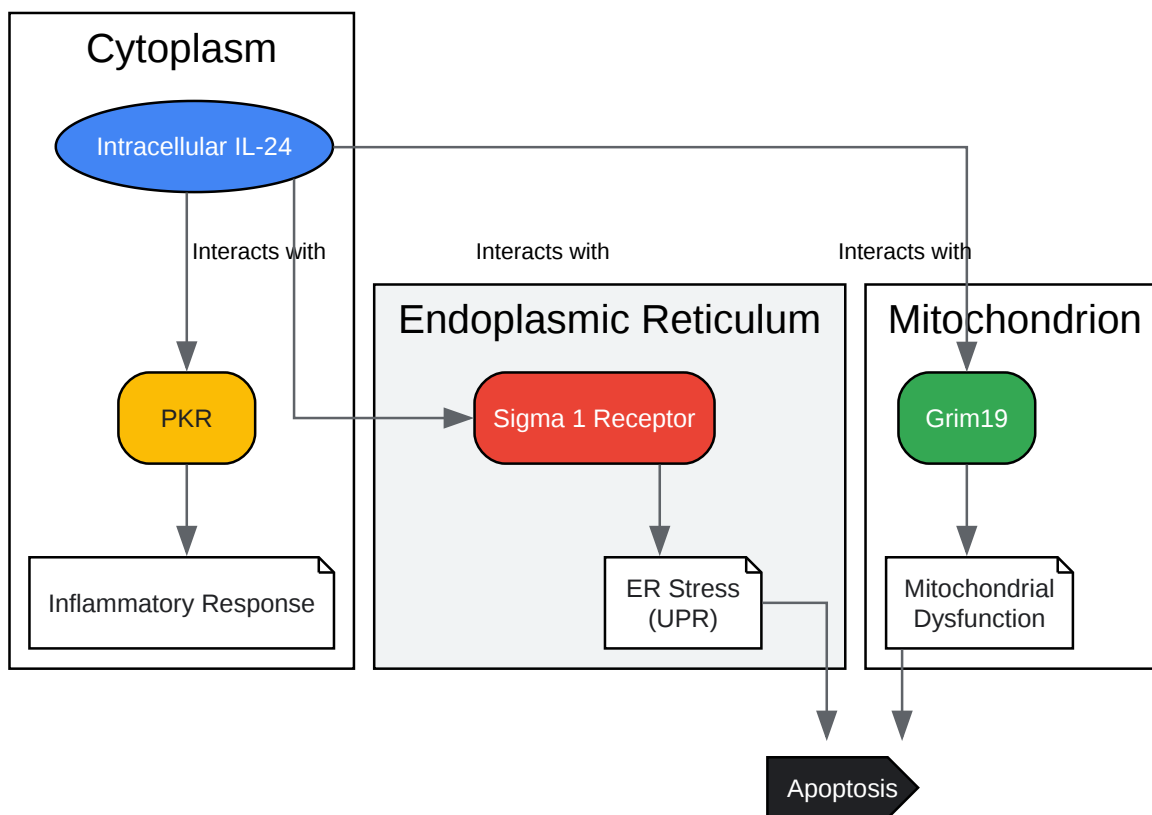 Cytoplasm
Intracellular IL-24
Interacts with
Interacts with
Interacts with
Endoplasmic Reticulum
Mitochondrion
PKR
Sigma 1 Receptor
Grim19
Inflammatory Response
ER Stress
(UPR)
Mitochondrial
Dysfunction
Apoptosis